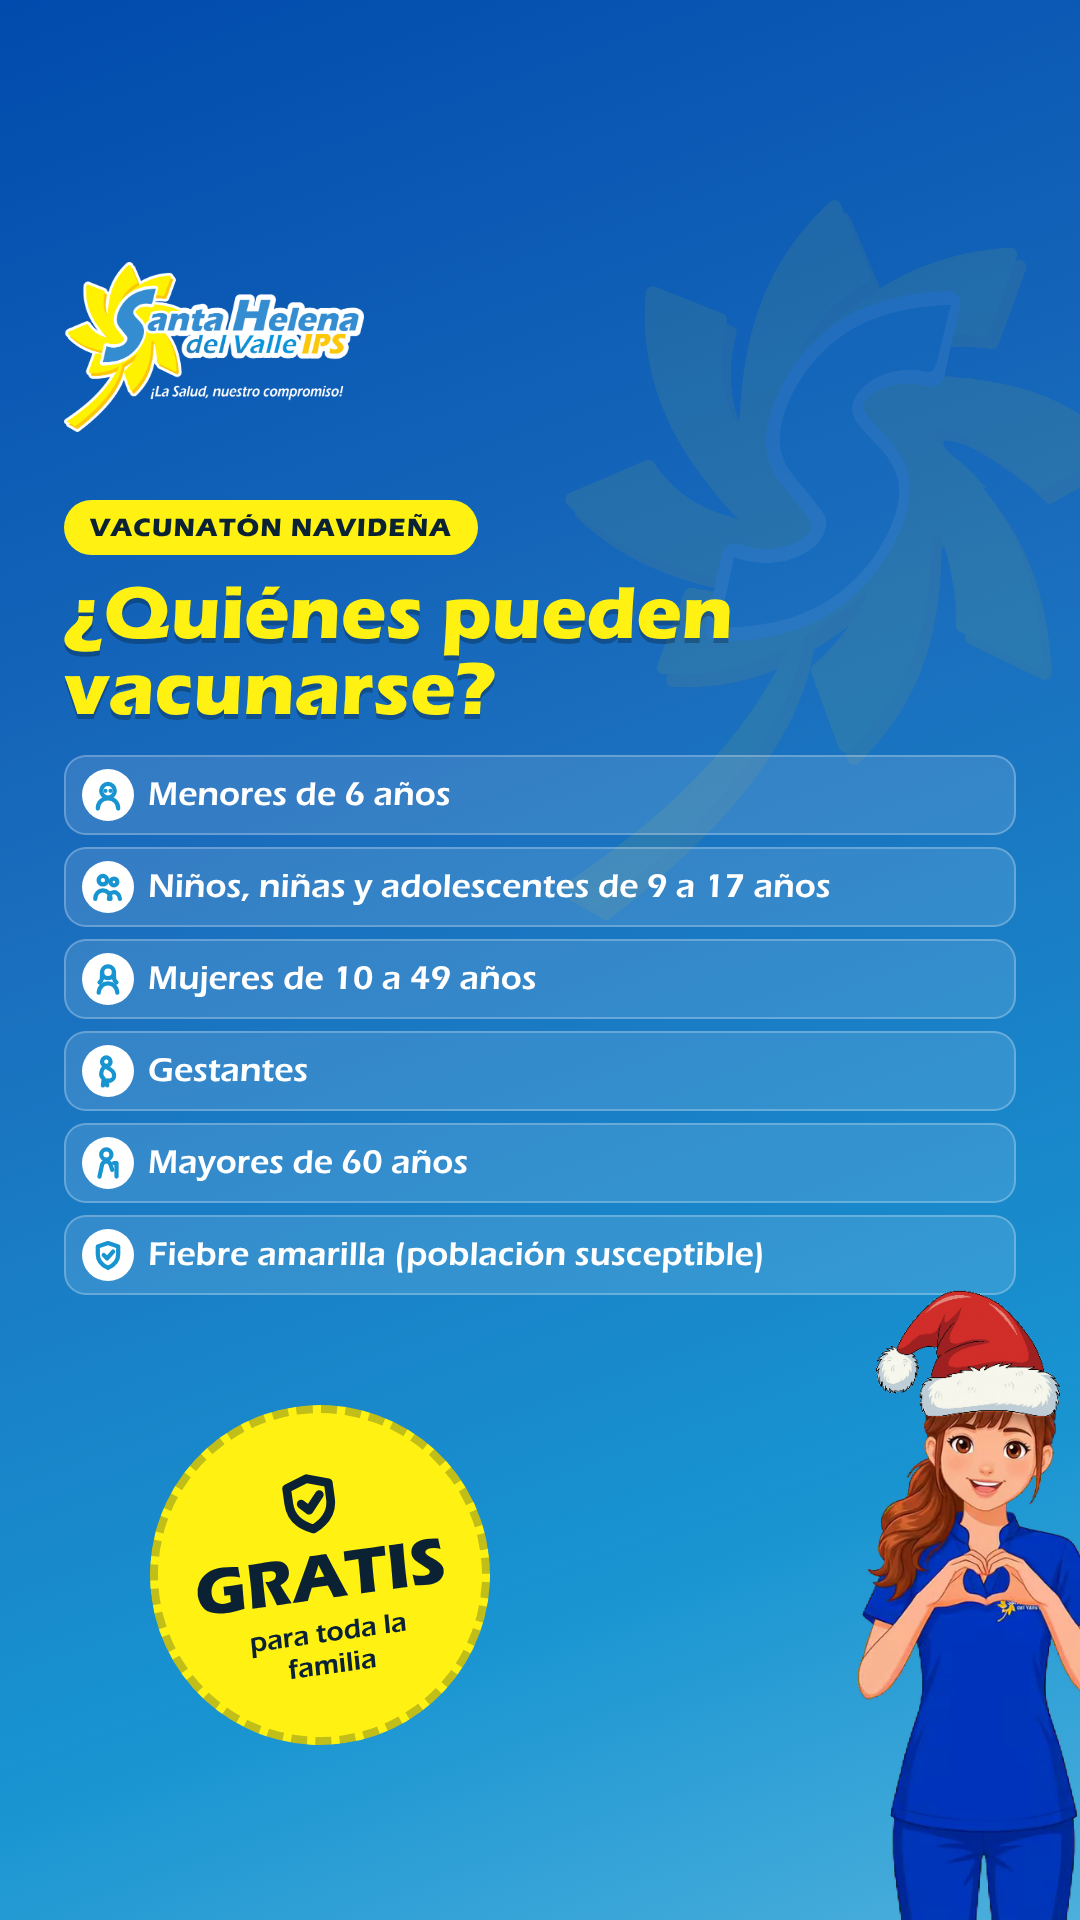 Santa Helena
del Valle IPS
¡La Salud, nuestro compromiso!
VACUNATÓN NAVIDEÑA
¿Quiénes pueden
vacunarse?
Menores de 6 años
Niños, niñas y adolescentes de 9 a 17 años
Mujeres de 10 a 49 años
Gestantes
Mayores de 60 años
Fiebre amarilla (población susceptible)
GRATIS
para toda la
familia